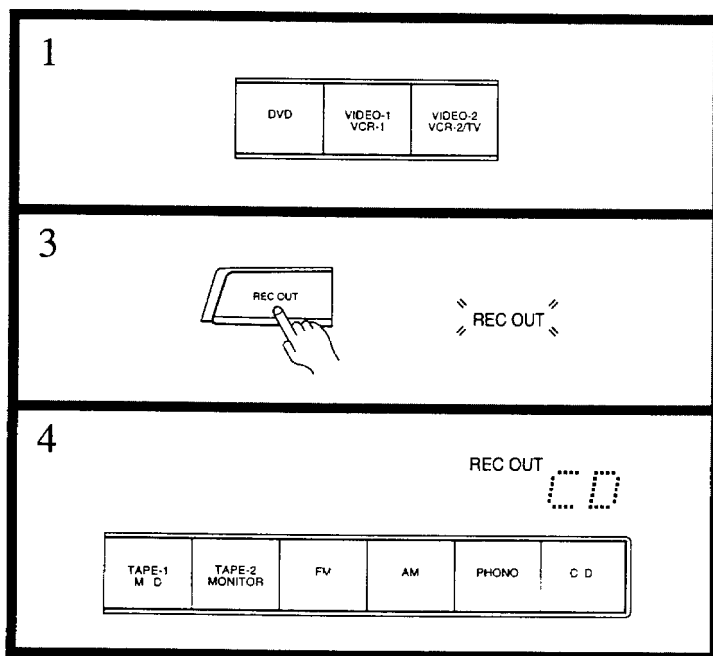 1
DVD
VIDEO-1
VCR-1
VIDEO-2
VCR-2/TV
3
REC OUT
REC OUT
4
REC OUT
CD
TAPE-1
M D
TAPE-2
MONITOR
FM
AM
PHONO
C D